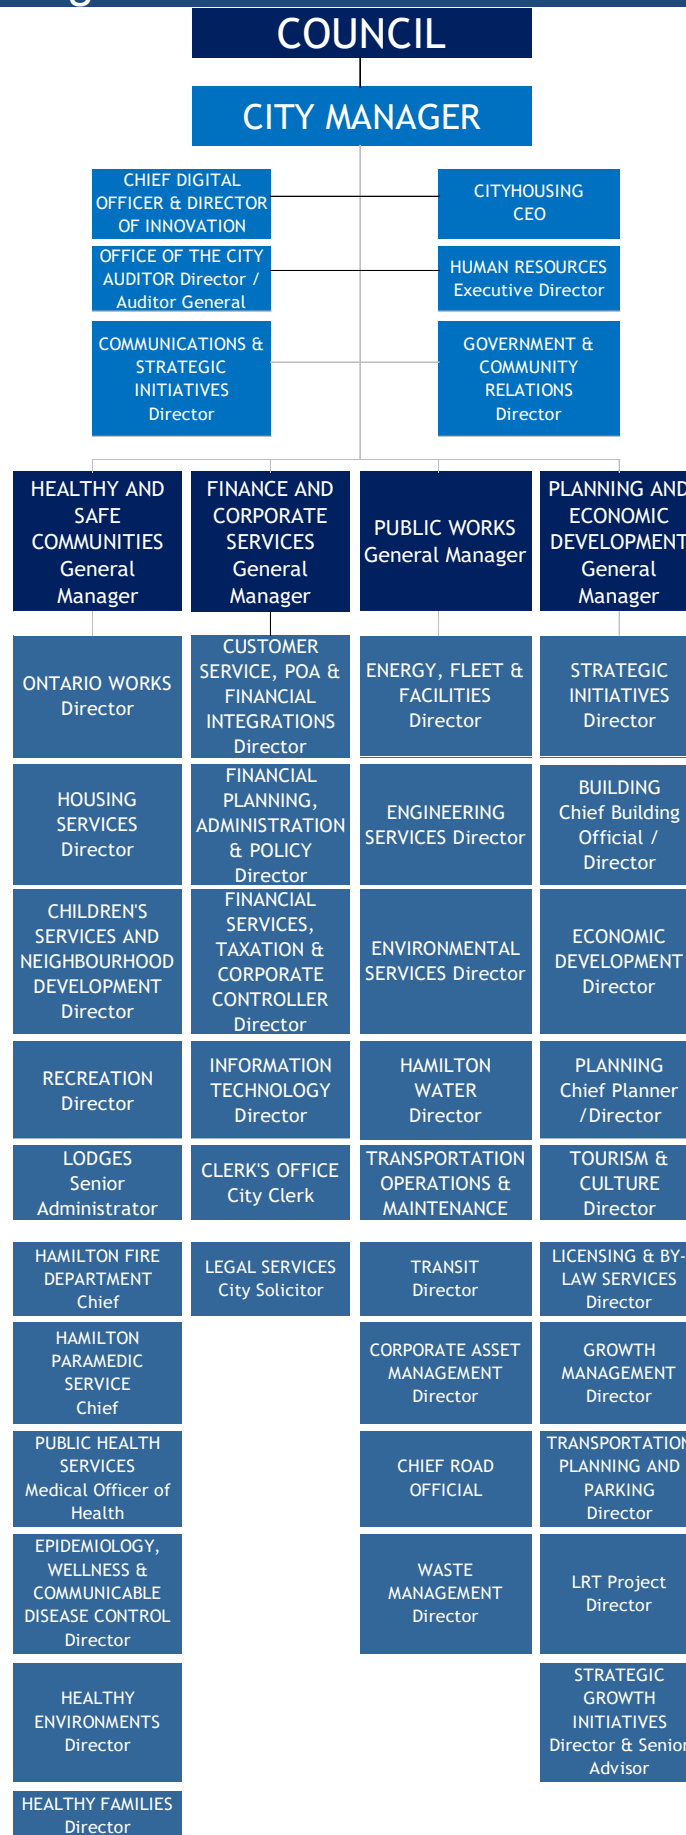 COUNCIL
CITY MANAGER
CHIEF DIGITAL
OFFICER & DIRECTOR
OF INNOVATION
CITYHOUSING
CEO
OFFICE OF THE CITY
AUDITOR Director /
Auditor General
HUMAN RESOURCES
Executive Director
COMMUNICATIONS &
STRATEGIC
INITIATIVES
Director
GOVERNMENT &
COMMUNITY
RELATIONS
Director
HEALTHY AND
SAFE
COMMUNITIES
General
Manager
FINANCE AND
CORPORATE
SERVICES
General
Manager
PUBLIC WORKS
General Manager
PLANNING AND
ECONOMIC
DEVELOPMENT
General
Manager
ONTARIO WORKS
Director
CUSTOMER
SERVICE, POA &
FINANCIAL
INTEGRATIONS
Director
ENERGY, FLEET &
FACILITIES
Director
STRATEGIC
INITIATIVES
Director
HOUSING
SERVICES
Director
FINANCIAL
PLANNING,
ADMINISTRATION
& POLICY
Director
ENGINEERING
SERVICES Director
BUILDING
Chief Building
Official /
Director
CHILDREN'S
SERVICES AND
NEIGHBOURHOOD
DEVELOPMENT
Director
FINANCIAL
SERVICES,
TAXATION &
CORPORATE
CONTROLLER
Director
ENVIRONMENTAL
SERVICES Director
ECONOMIC
DEVELOPMENT
Director
RECREATION
Director
INFORMATION
TECHNOLOGY
Director
HAMILTON
WATER
Director
PLANNING
Chief Planner
/Director
LODGES
Senior
Administrator
CLERK'S OFFICE
City Clerk
TRANSPORTATION
OPERATIONS &
MAINTENANCE
TOURISM &
CULTURE
Director
HAMILTON FIRE
DEPARTMENT
Chief
LEGAL SERVICES
City Solicitor
TRANSIT
Director
LICENSING & BY-
LAW SERVICES
Director
HAMILTON
PARAMEDIC
SERVICE
Chief
CORPORATE ASSET
MANAGEMENT
Director
GROWTH
MANAGEMENT
Director
PUBLIC HEALTH
SERVICES
Medical Officer of
Health
CHIEF ROAD
OFFICIAL
TRANSPORTATION
PLANNING AND
PARKING
Director
EPIDEMIOLOGY,
WELLNESS &
COMMUNICABLE
DISEASE CONTROL
Director
WASTE
MANAGEMENT
Director
LRT Project
Director
HEALTHY
ENVIRONMENTS
Director
STRATEGIC
GROWTH
INITIATIVES
Director & Senior
Advisor
HEALTHY FAMILIES
Director